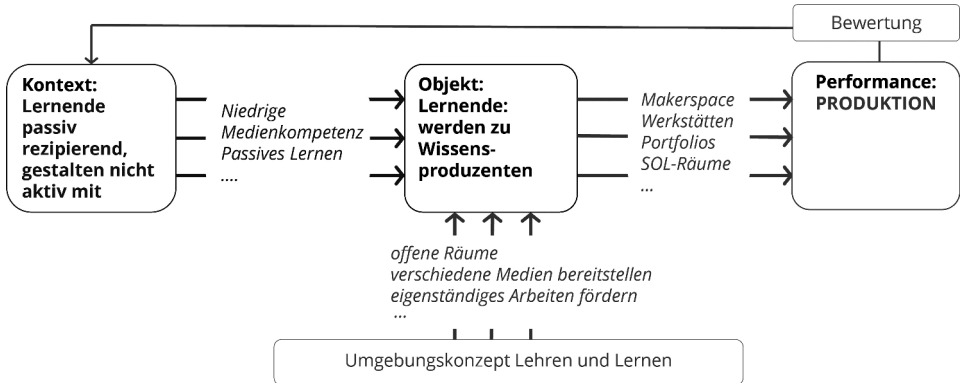 Bewertung
Kontext:
Lernende
passiv
rezipierend,
gestalten nicht
aktiv mit
Niedrige
Medienkompetenz
Passives Lernen
....
Objekt:
Lernende:
werden zu
Wissens-
produzenten
Makerspace
Werkstätten
Portfolios
SOL-Räume
...
Performance:
PRODUKTION
offene Räume
verschiedene Medien bereitstellen
eigenständiges Arbeiten fördern
...
Umgebungskonzept Lehren und Lernen